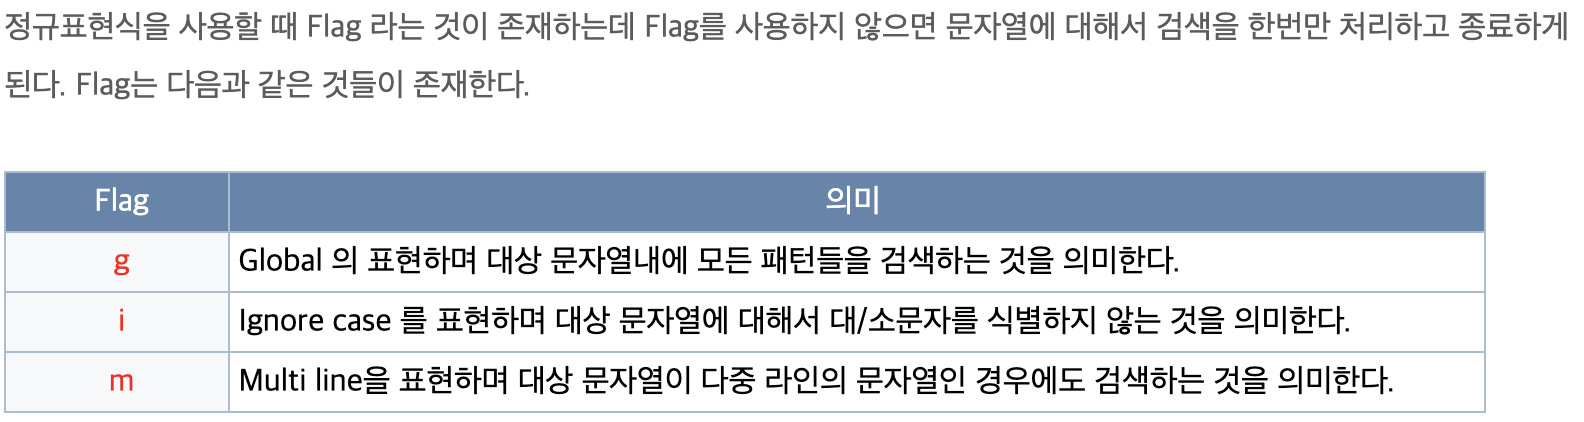 정규표현식을 사용할 때 Flag 라는 것이 존재하는데 Flag를 사용하지 않으면 문자열에 대해서 검색을 한번만 처리하고 종료하게
된다. Flag는 다음과 같은 것들이 존재한다.
Flag 의미
g Global 의 표현하며 대상 문자열내에 모든 패턴들을 검색하는 것을 의미한다.
i Ignore case 를 표현하며 대상 문자열에 대해서 대/소문자를 식별하지 않는 것을 의미한다.
m Multi line을 표현하며 대상 문자열이 다중 라인의 문자열인 경우에도 검색하는 것을 의미한다.